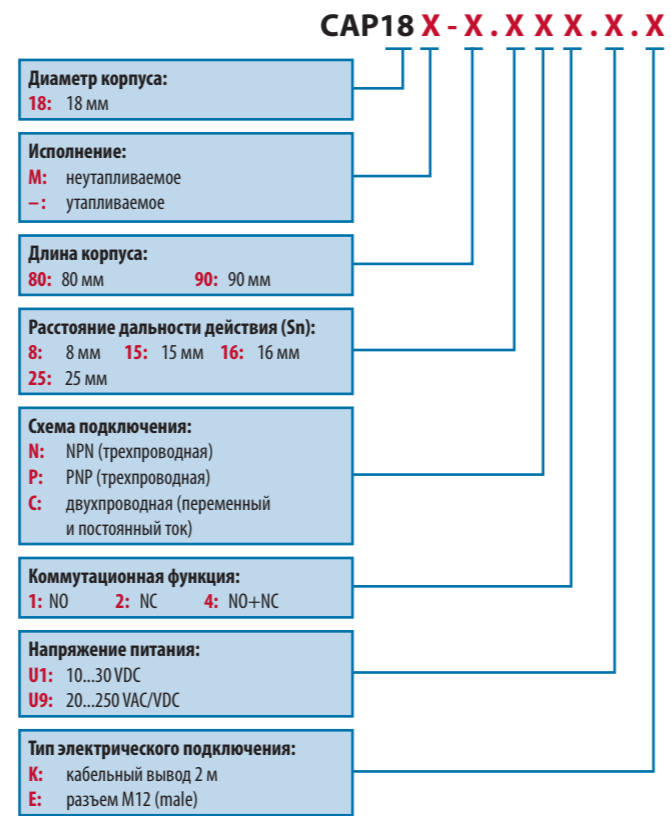 CAP18 X - X . X X X . X . X
Диаметр корпуса:
18: 18 мм
Исполнение:
M: неутапливаемое
–: утапливаемое
Длина корпуса:
80: 80 мм 90: 90 мм
Расстояние дальности действия (Sn):
8: 8 мм 15: 15 мм 16: 16 мм
25: 25 мм
Схема подключения:
N: NPN (трехпроводная)
P: PNP (трехпроводная)
C: двухпроводная (переменный
и постоянный ток)
Коммутационная функция:
1: NO 2: NC 4: NO+NC
Напряжение питания:
U1: 10...30 VDC
U9: 20...250 VAC/VDC
Тип электрического подключения:
K: кабельный вывод 2 м
E: разъем M12 (male)